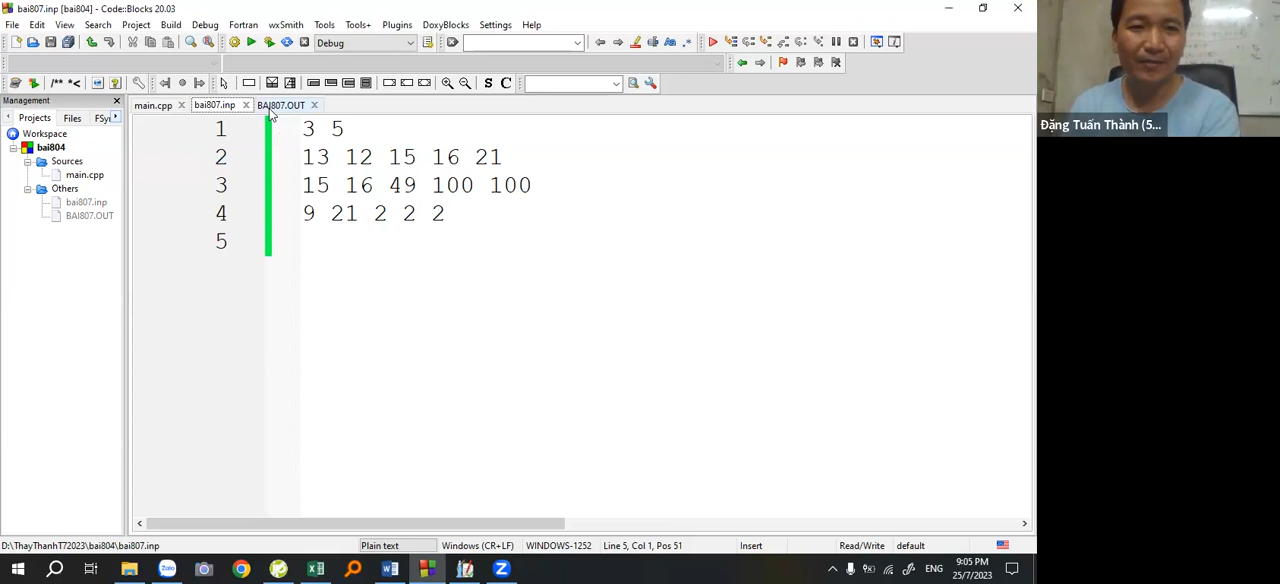 bai807.inp [bai804] - Code::Blocks 20.03
File Edit View Search Project Build Debug Fortran wxSmith Tools Tools+ Plugins DoxyBlocks Settings Help
Debug
/** *<
S C
Management
Projects Files FSy
main.cpp bai807.inp BAI807.OUT
Workspace
bai804
Sources
main.cpp
Others
bai807.inp
BAI807.OUT
1 3 5
2 13 12 15 16 21
3 15 16 49 100 100
4 9 21 2 2 2
5
Đặng Tuấn Thành (5...
D:\ThayThanhT72023\bai804\bai807.inp Plain text Windows (CR+LF) WINDOWS-1252 Line 5, Col 1, Pos 51 Insert Read/Write default
ENG
9:05 PM
25/7/2023